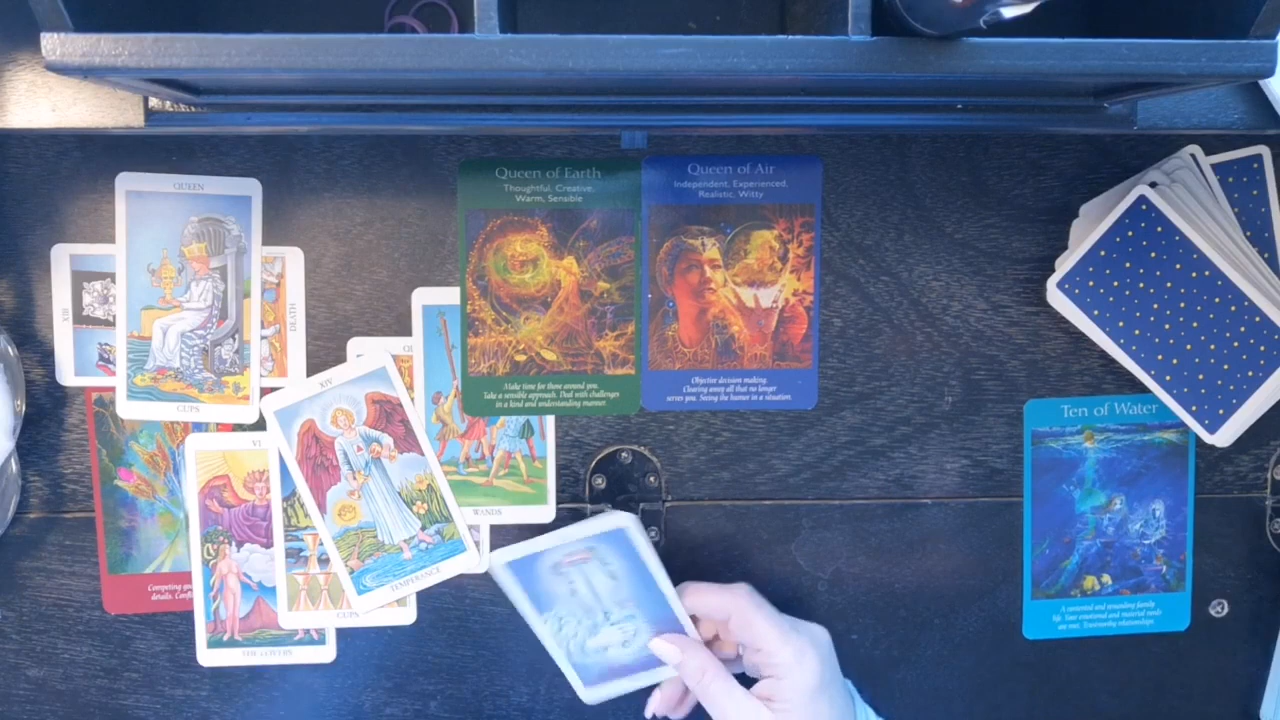 QUEEN
XIII
DEATH
CUPS
Competing
details.
VI
THE LOVERS
CUPS
XIV
TEMPERANCE
WANDS
Queen of Earth
Thoughtful, Creative,
Warm, Sensible
Make time for those around you.
Take a sensible approach. Deal with challenges
in a kind and understanding manner.
Queen of Air
Independent, Experienced,
Realistic, Witty
Objective decision making.
Clearing away all that no longer
serves you. Seeing the humor in a situation.
Ten of Water
A contented and rewarding family
life. Your emotional and material needs
are met. Trustworthy relationships.